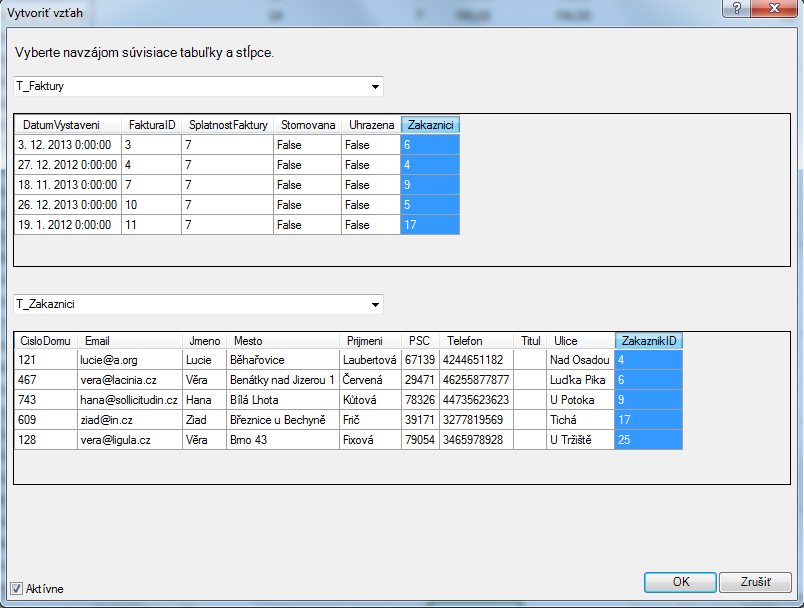 Vytvoriť vzťah
Vyberte navzájom súvisiace tabuľky a stĺpce.
T_Faktury
DatumVystaveni FakturaID SplatnostFaktury Stornovana Uhrazena Zakaznici
3. 12. 2013 0:00:00 3 7 False False 6
27. 12. 2012 0:00:00 4 7 False False 4
18. 11. 2013 0:00:00 7 7 False False 9
26. 12. 2013 0:00:00 10 7 False False 5
19. 1. 2012 0:00:00 11 7 False False 17
T_Zakaznici
CisloDomu Email Jmeno Mesto Prijmeni PSC Telefon Titul Ulice ZakaznikID
121 lucie@a.org Lucie Běhařovice Laubertová 67139 4244651182 Nad Osadou 4
467 vera@lacinia.cz Věra Benátky nad Jizerou 1 Červená 29471 46255877877 Luďka Pika 6
743 hana@sollicitudin.cz Hana Bílá Lhota Kůtová 78326 44735623623 U Potoka 9
609 ziad@in.cz Ziad Březnice u Bechyně Frič 39171 3277819569 Tichá 17
128 vera@ligula.cz Věra Brno 43 Fixová 79054 3465978928 U Tržiště 25
OK Zrušiť
Aktívne